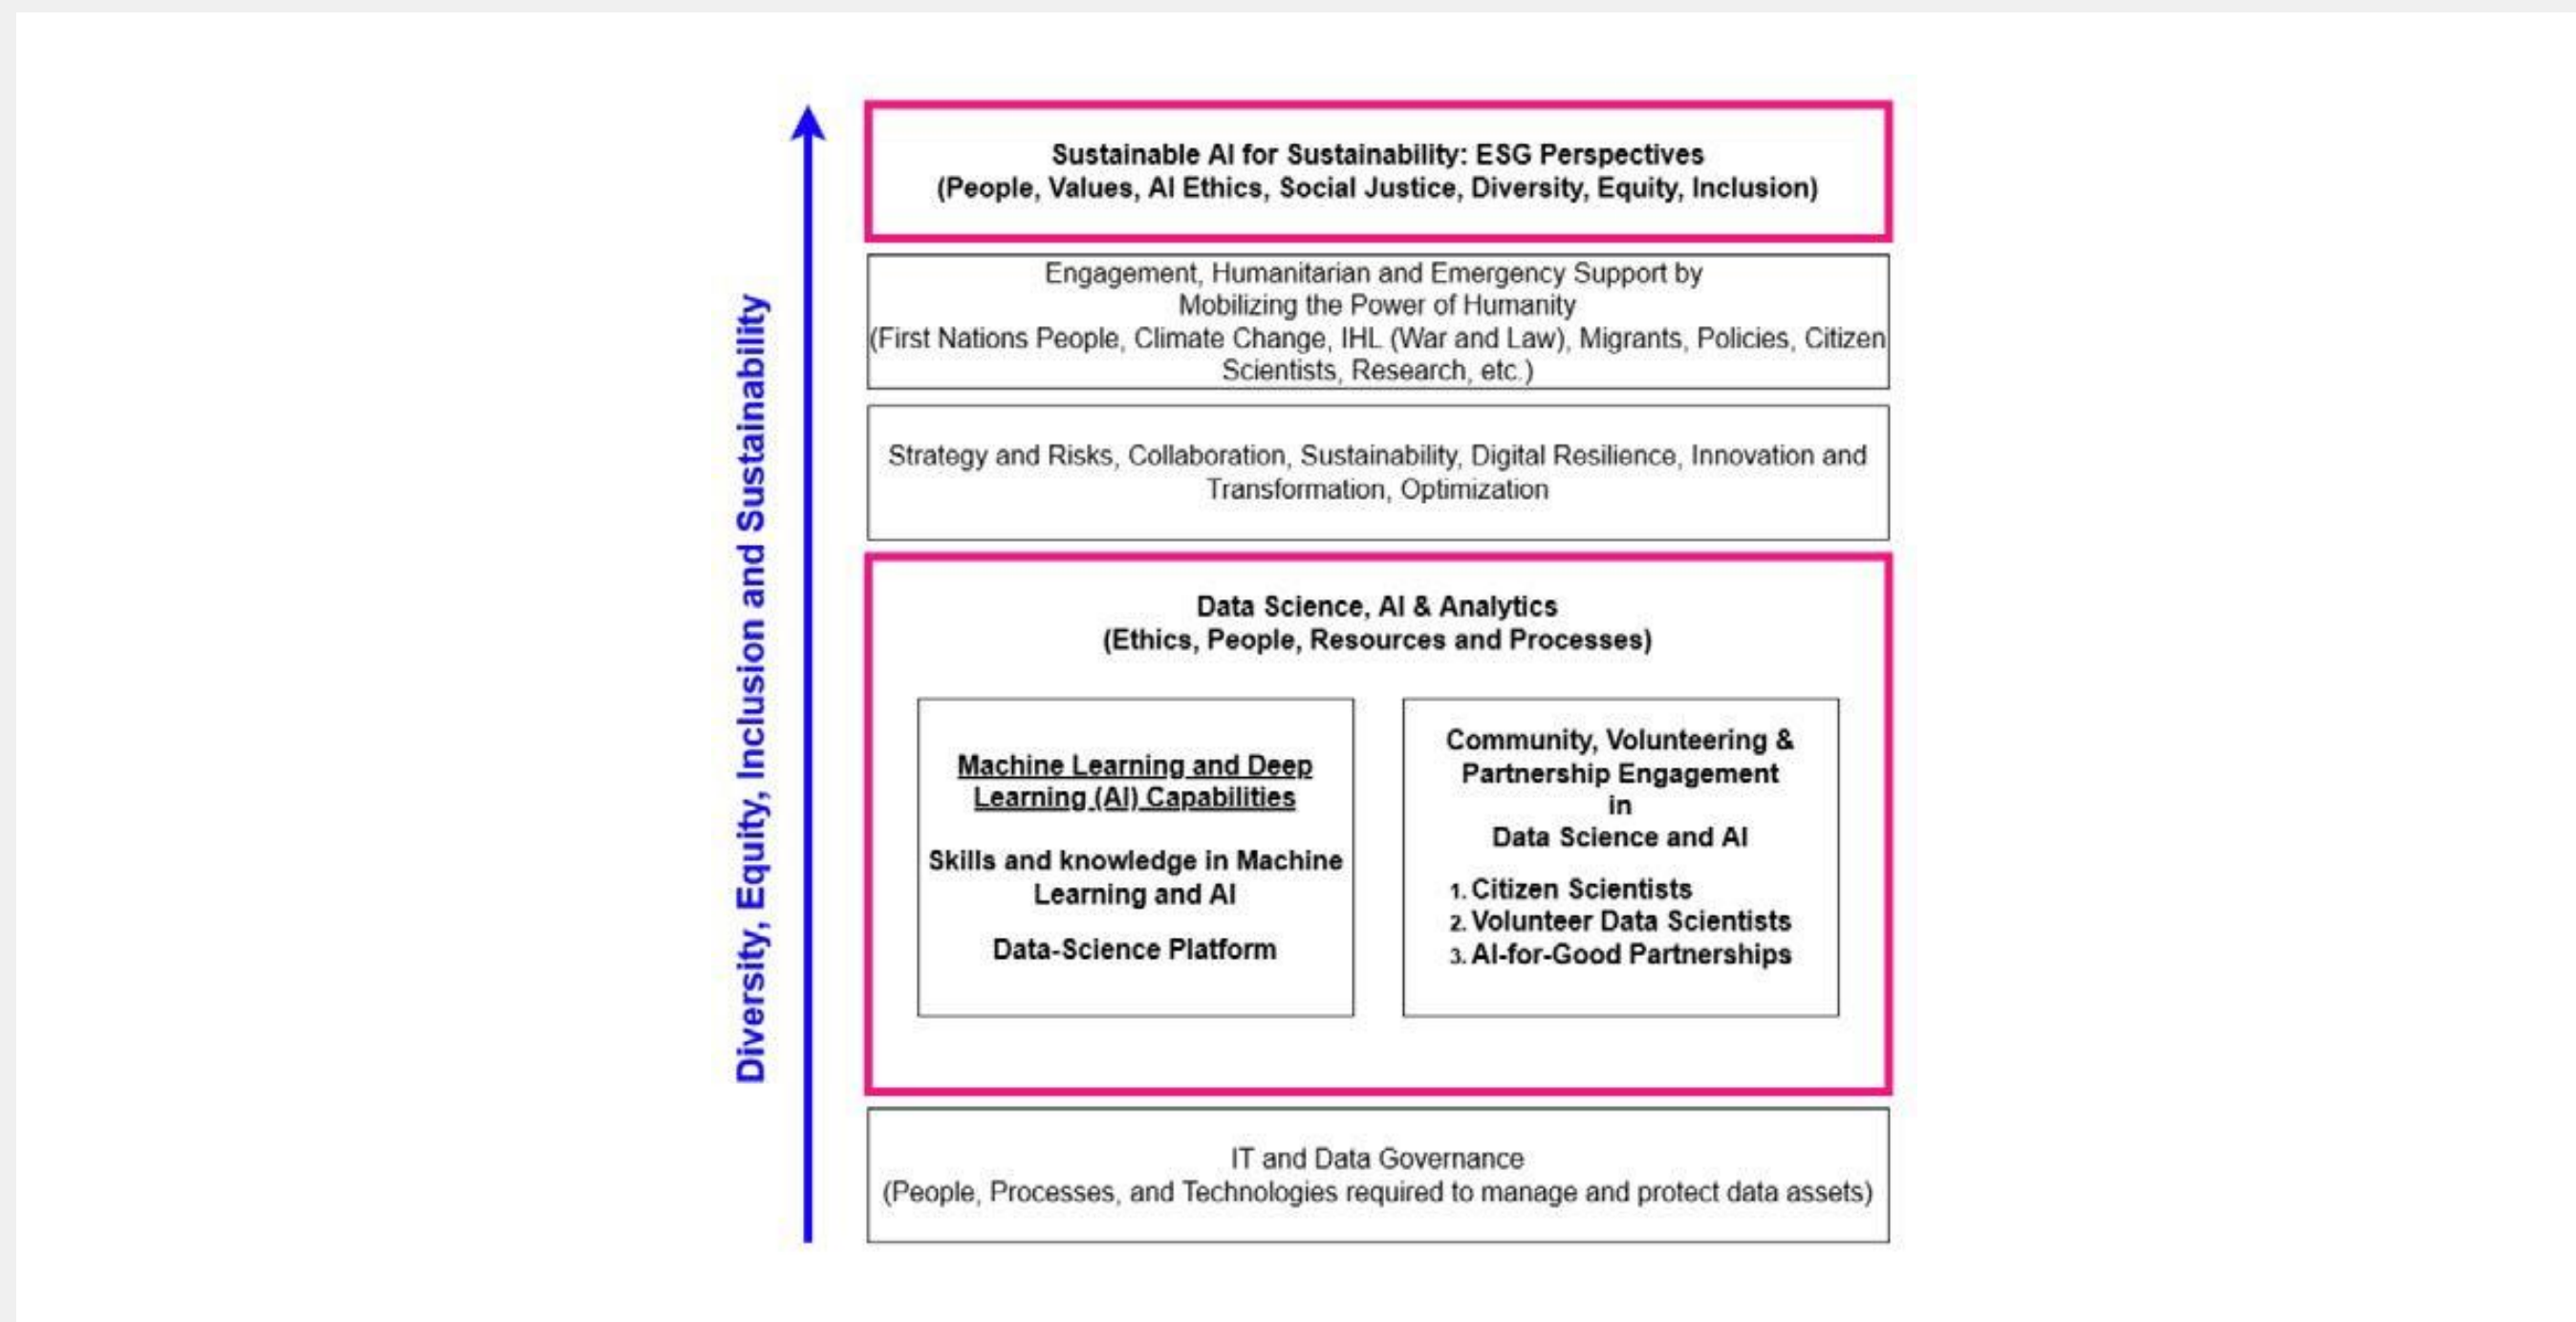 Diversity, Equity, Inclusion and Sustainability
Sustainable AI for Sustainability: ESG Perspectives
(People, Values, AI Ethics, Social Justice, Diversity, Equity, Inclusion)
Engagement, Humanitarian and Emergency Support by
Mobilizing the Power of Humanity
(First Nations People, Climate Change, IHL (War and Law), Migrants, Policies, Citizen
Scientists, Research, etc.)
Strategy and Risks, Collaboration, Sustainability, Digital Resilience, Innovation and
Transformation, Optimization
Data Science, AI & Analytics
(Ethics, People, Resources and Processes)
Machine Learning and Deep
Learning (AI) Capabilities
Skills and knowledge in Machine
Learning and AI
Data-Science Platform
Community, Volunteering &
Partnership Engagement
in
Data Science and AI
1. Citizen Scientists
2. Volunteer Data Scientists
3. AI-for-Good Partnerships
IT and Data Governance
(People, Processes, and Technologies required to manage and protect data assets)